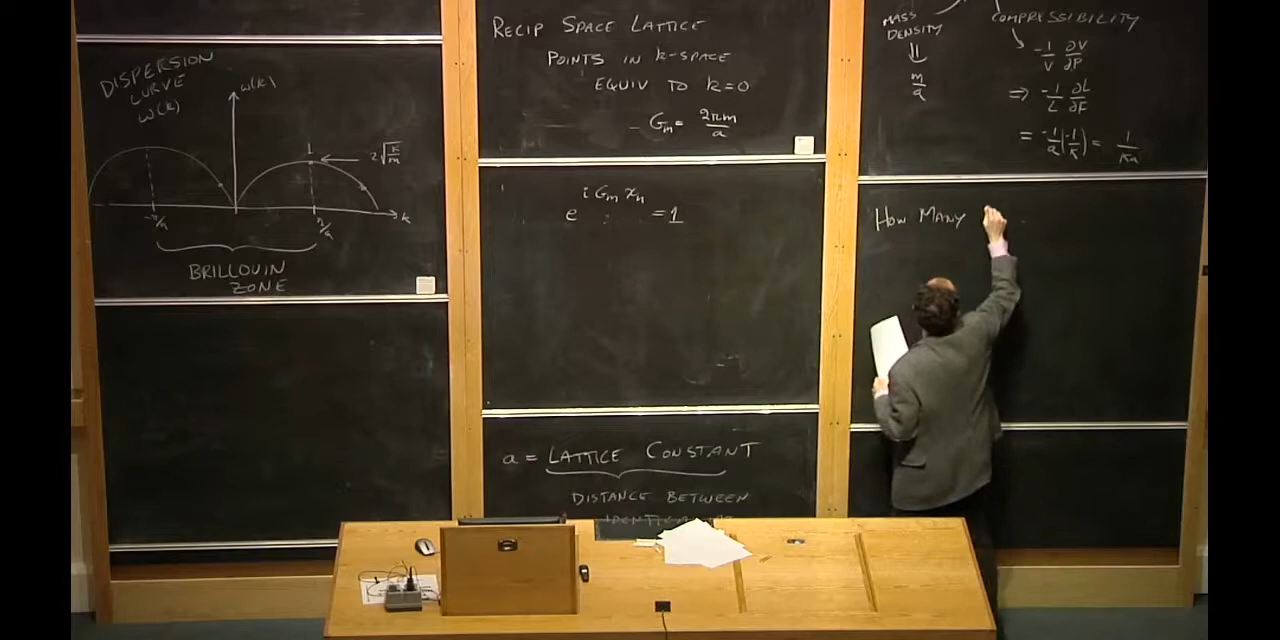 DISPERSION
CURVE
ω(k)
ω(k)
2√K/m
-π/a
π/a
k
BRILLOUIN
ZONE
RECIP SPACE LATTICE
POINTS IN k-SPACE
EQUIV TO k=0
G_m = 2πm/a
e^{i G_m x_n} = 1
a = LATTICE CONSTANT
DISTANCE BETWEEN
MASS
DENSITY
m/a
COMPRESSIBILITY
-1/V ∂V/∂P
⇒ -1/L ∂L/∂F
= -1/a (-1/K) = 1/Ka
HOW MANY